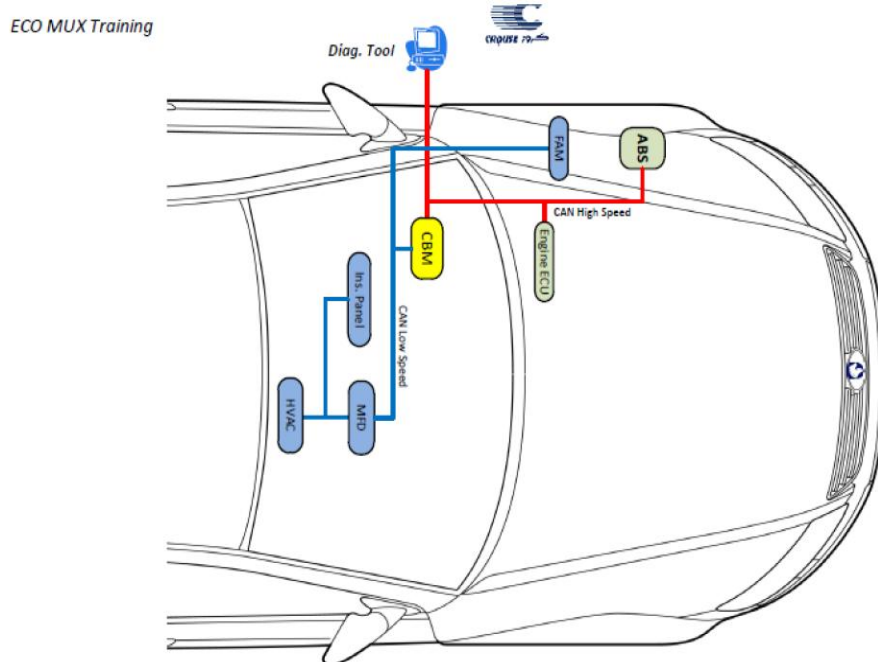 ECO MUX Training
Diag. Tool
CROUSE
FAM
ABS
CAN High Speed
CBM
Engine ECU
Ins. Panel
CAN Low Speed
HVAC
MFD